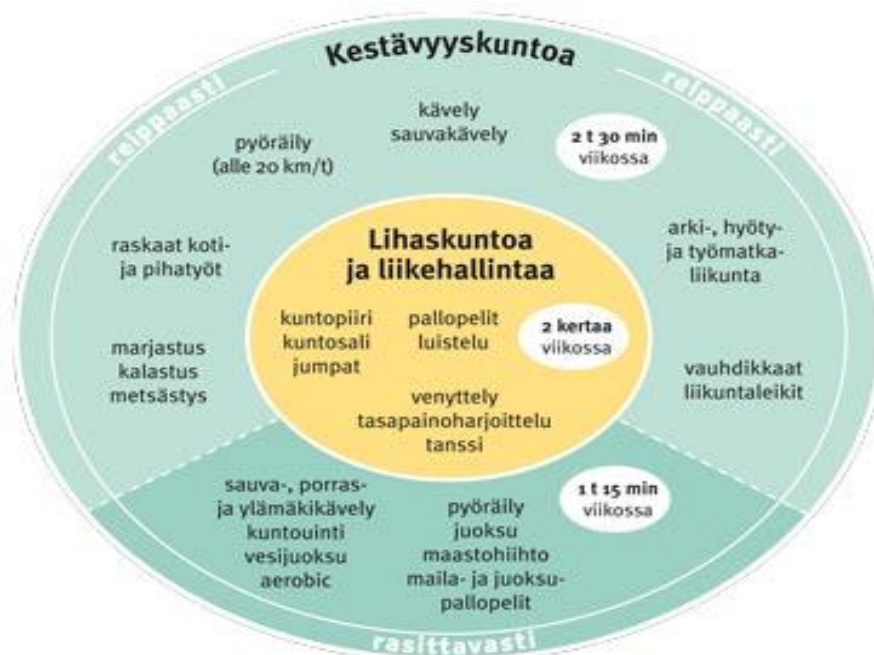 Kestävyyskuntoa
reippaasti
reippaasti
kävely
sauvakävely
2 t 30 min
viikossa
pyöräily
(alle 20 km/t)
raskaat koti-
ja pihatyöt
arki-, hyöty-
ja työmatka-
liikunta
Lihaskuntoa
ja liikehallintaa
kuntopiiri
kuntosali
jumpat
pallopelit
luistelu
2 kertaa
viikossa
marjastus
kalastus
metsästys
vauhdikkaat
liikuntaleikit
venyttely
tasapainoharjoittelu
tanssi
sauva-, porras-
ja ylämäkikävely
kuntouinti
vesijuoksu
aerobic
pyöräily
juoksu
maastohiihto
maila- ja juoksu-
pallopelit
1 t 15 min
viikossa
rasittavasti